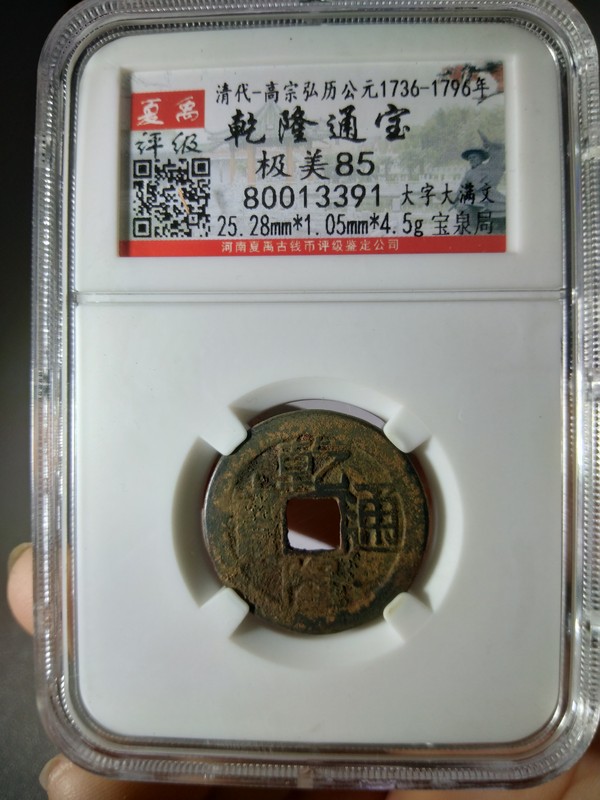 夏禹
评级
清代-高宗弘历公元1736-1796年
乾隆通宝
极美85
80013391 大字大满文
25.28mm*1.05mm*4.5g 宝泉局
河南夏禹古钱币评级鉴定公司
乾
隆
通